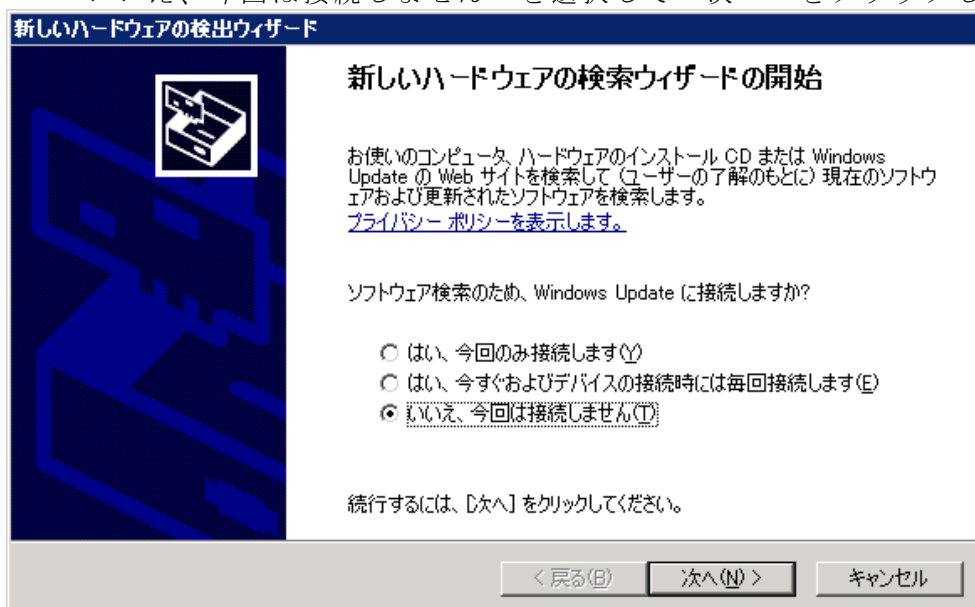 新しいハードウェアの検出ウィザード
新しいハードウェアの検索ウィザードの開始
お使いのコンピュータ、ハードウェアのインストール CD または Windows
Update の Web サイトを検索して (ユーザーの了解のもとに) 現在のソフトウ
ェアおよび更新されたソフトウェアを検索します。
プライバシー ポリシーを表示します。
ソフトウェア検索のため、Windows Update に接続しますか?
はい、今回のみ接続します(Y)
はい、今すぐおよびデバイスの接続時には毎回接続します(E)
いいえ、今回は接続しません(T)
続行するには、[次へ] をクリックしてください。
< 戻る(B)
次へ(N) >
キャンセル